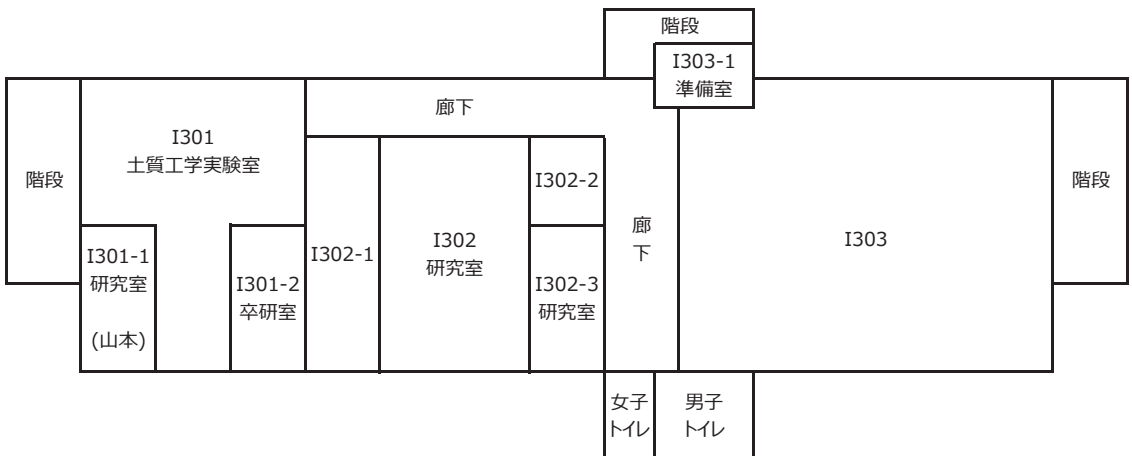 階段
I303-1
準備室
廊下
I301
土質工学実験室
階段
I302-2
階段
廊
下
I303
I302
研究室
I302-1
I301-1
研究室
(山本)
I301-2
卒研室
I302-3
研究室
女子
トイレ
男子
トイレ